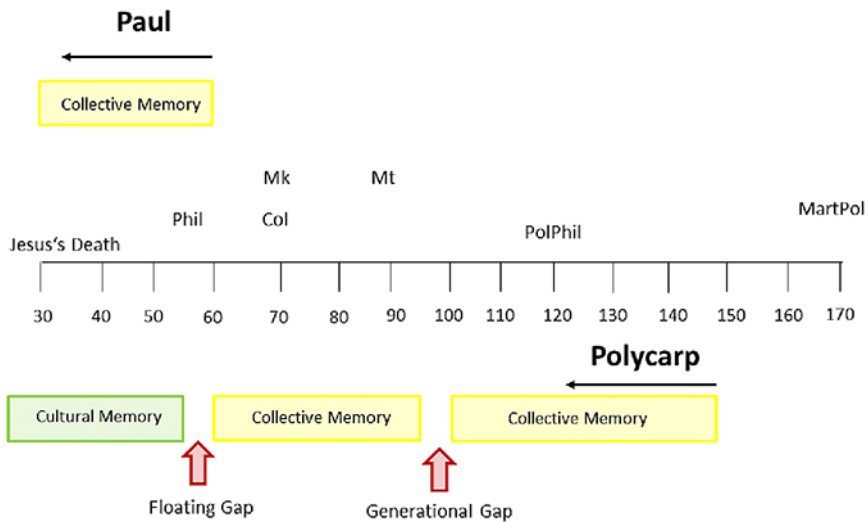 Paul
Collective Memory
Mk Mt
Phil Col
MartPol
PolPhil
Jesus‘s Death
30 40 50 60 70 80 90 100 110 120 130 140 150 160 170
Polycarp
Cultural Memory Collective Memory Collective Memory
Floating Gap Generational Gap